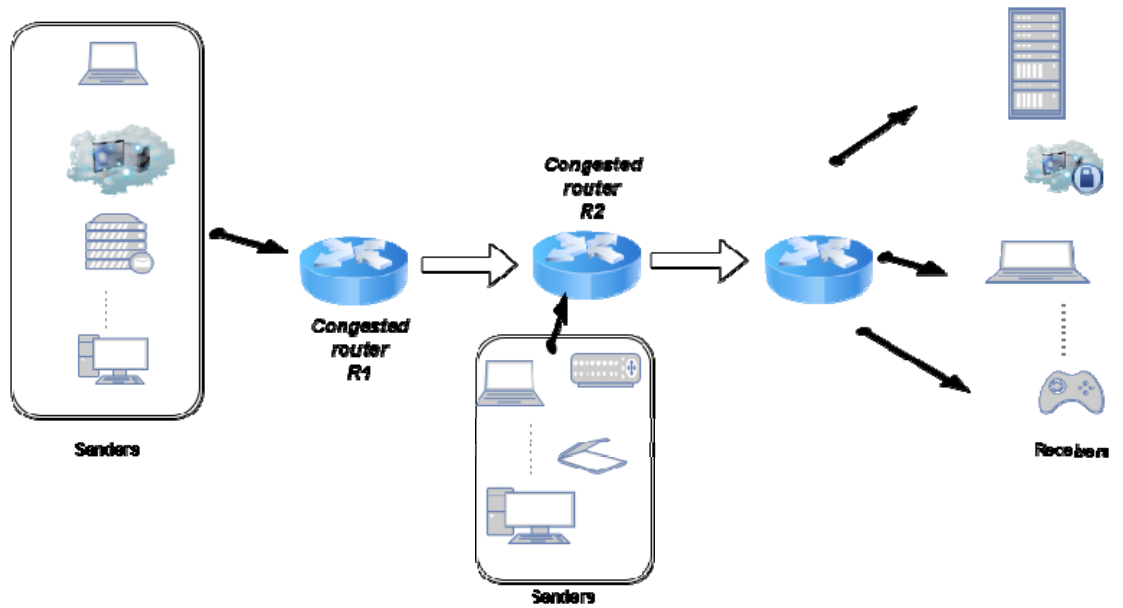 Congested
router
R2
Congested
router
R1
Senders
Receivers
Senders